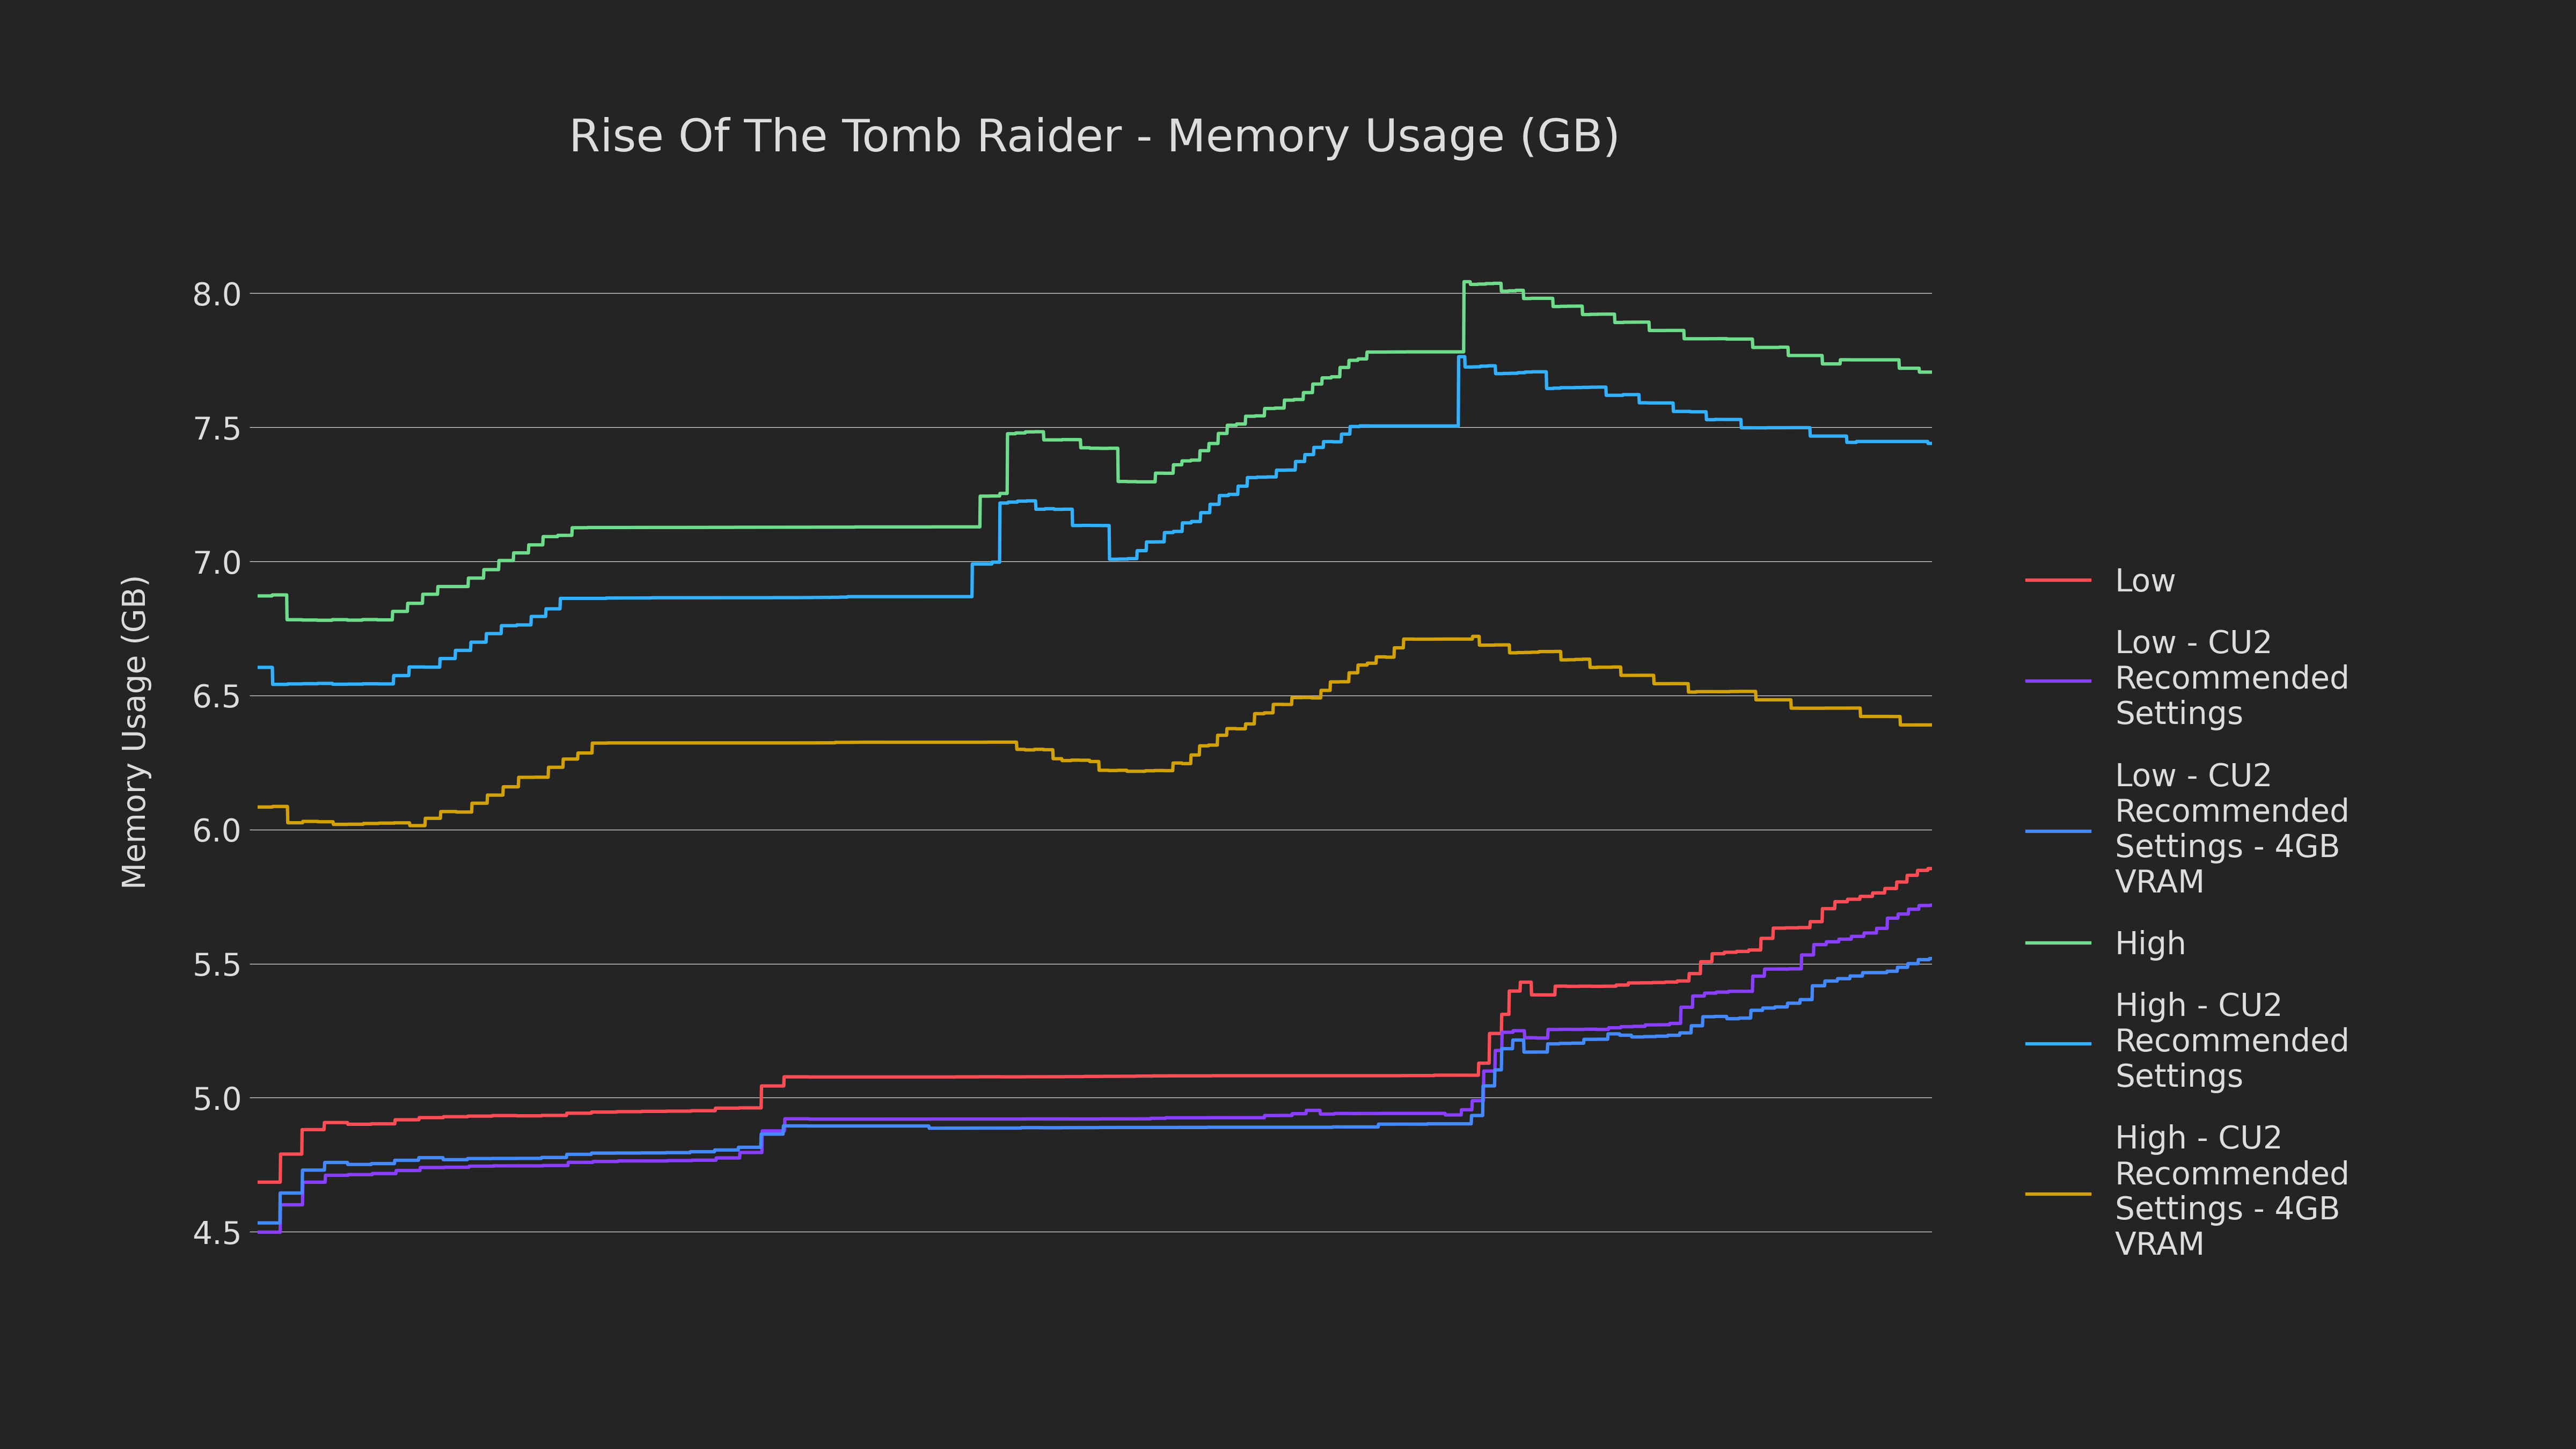 Rise Of The Tomb Raider - Memory Usage (GB)
Memory Usage (GB)
8.0
7.5
7.0
6.5
6.0
5.5
5.0
4.5
Low
Low - CU2
Recommended
Settings
Low - CU2
Recommended
Settings - 4GB
VRAM
High
High - CU2
Recommended
Settings
High - CU2
Recommended
Settings - 4GB
VRAM